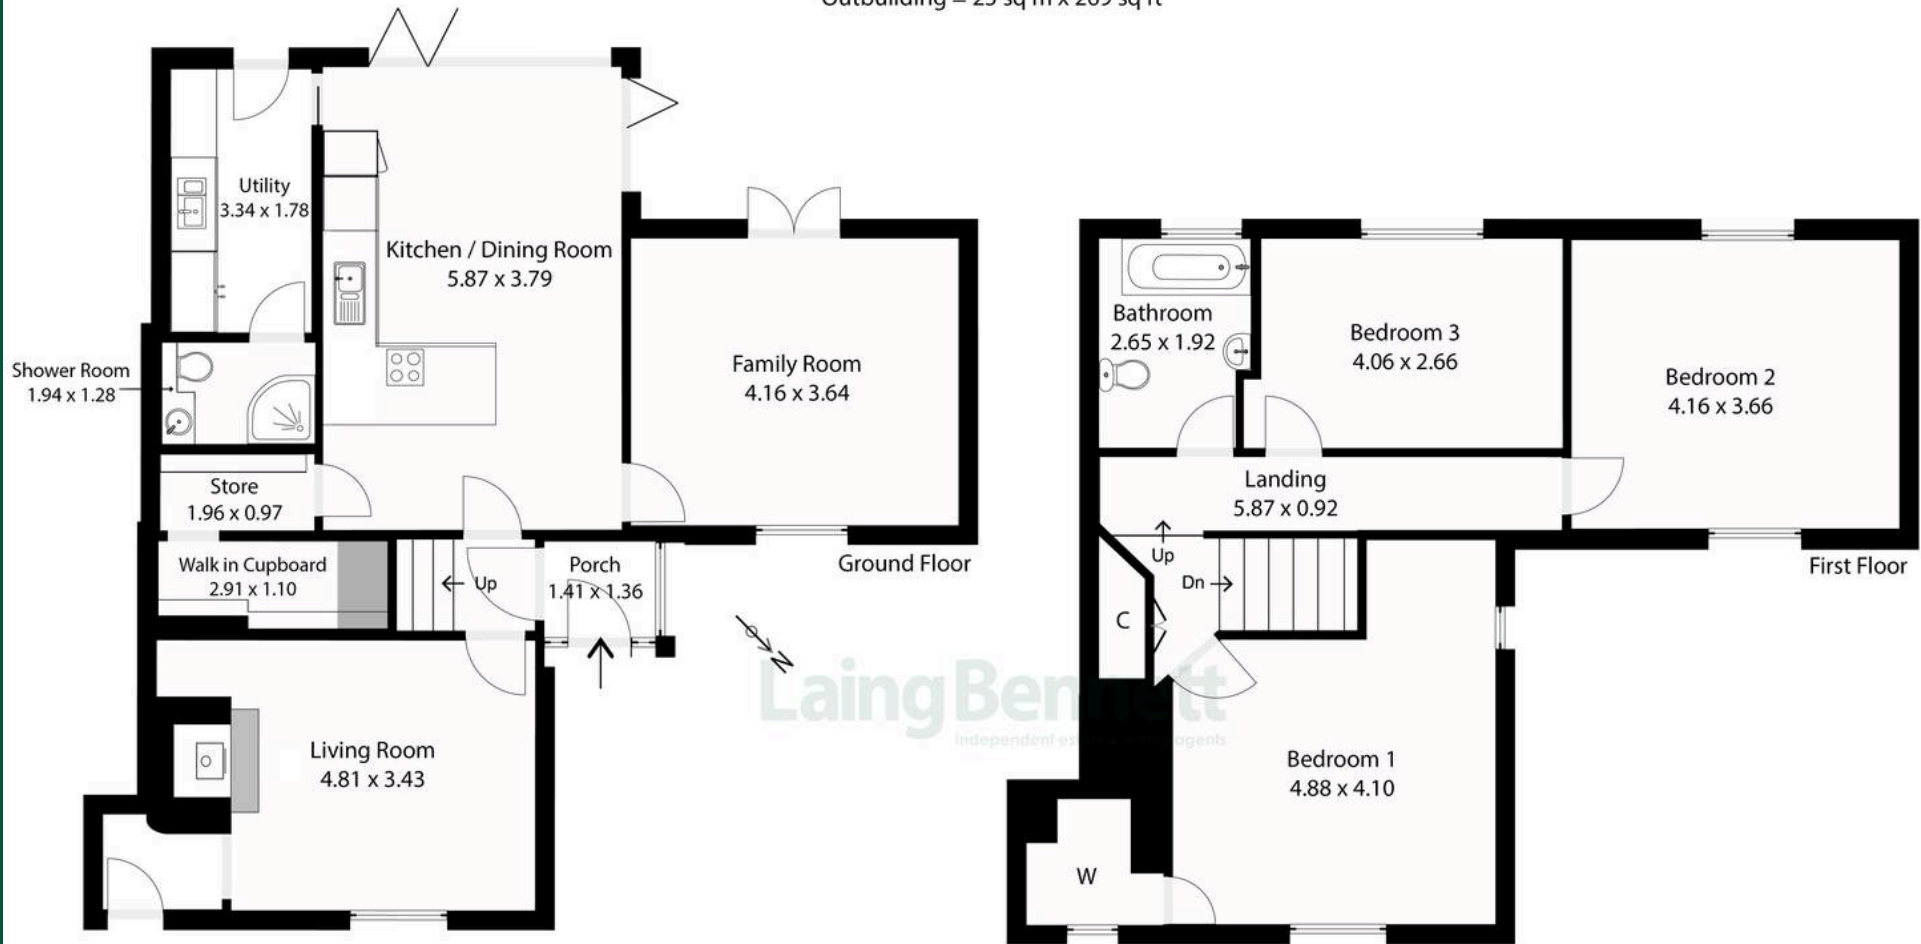 Utility
3.34 x 1.78
Kitchen / Dining Room
5.87 x 3.79
Shower Room
1.94 x 1.28
Family Room
4.16 x 3.64
Store
1.96 x 0.97
Walk in Cupboard
2.91 x 1.10
Up
Porch
1.41 x 1.36
Ground Floor
Living Room
4.81 x 3.43
N
Bathroom
2.65 x 1.92
Bedroom 3
4.06 x 2.66
Bedroom 2
4.16 x 3.66
Landing
5.87 x 0.92
Up
Dn
C
First Floor
Bedroom 1
4.88 x 4.10
W
LaingBennett
independent agents